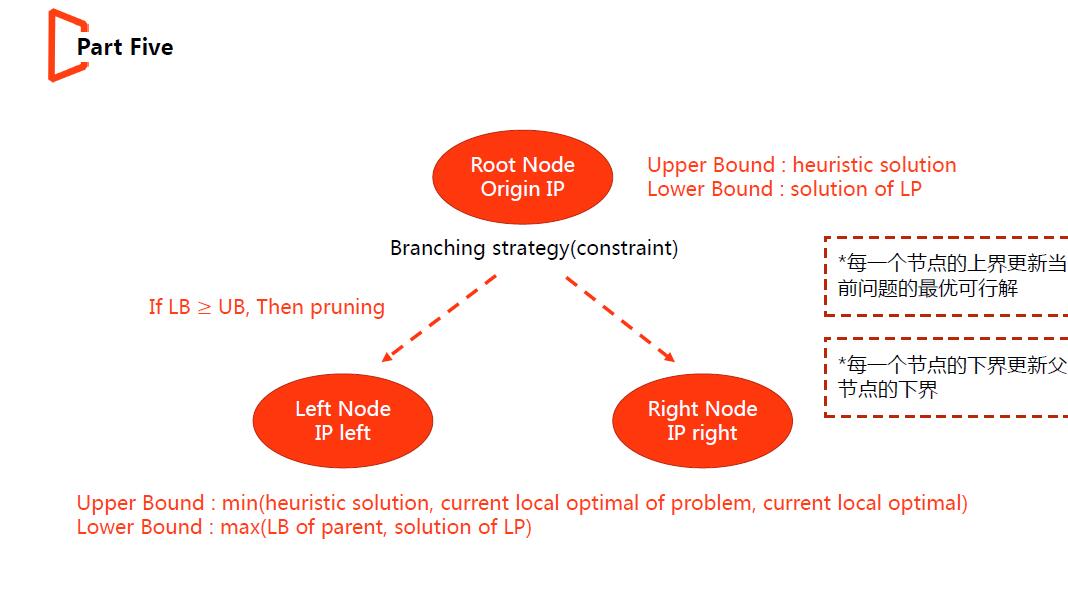 Part Five
Root Node
Origin IP
Upper Bound : heuristic solution
Lower Bound : solution of LP
Branching strategy(constraint)
*每一个节点的上界更新当
前问题的最优可行解
If LB ≥ UB, Then pruning
*每一个节点的下界更新父
节点的下界
Left Node
IP left
Right Node
IP right
Upper Bound : min(heuristic solution, current local optimal of problem, current local optimal)
Lower Bound : max(LB of parent, solution of LP)